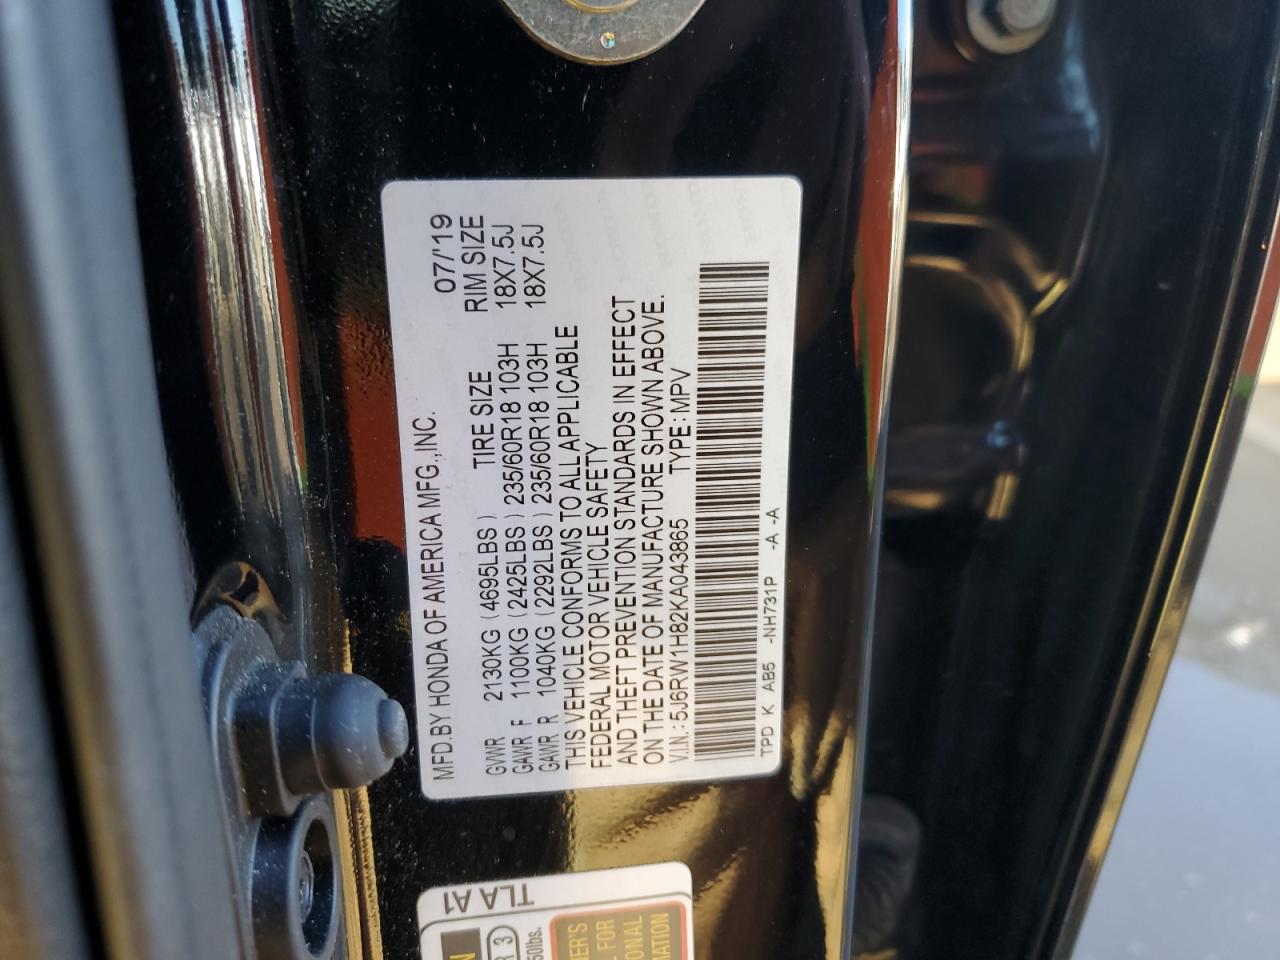 MFD.BY HONDA OF AMERICA MFG.,INC. 07/'19
TIRE SIZE RIM SIZE
GVWR 2130KG (4695LBS)
GAWR F 1100KG (2425LBS) 235/60R18 103H 18X7.5J
GAWR R 1040KG (2292LBS) 235/60R18 103H 18X7.5J
THIS VEHICLE CONFORMS TO ALL APPLICABLE
FEDERAL MOTOR VEHICLE SAFETY
AND THEFT PREVENTION STANDARDS IN EFFECT
ON THE DATE OF MANUFACTURE SHOWN ABOVE.
V.I.N.: 5J6RW1H82KA043865 TYPE: MPV
TPD K AB5 -NH731P -A -A
TLA A1
R 3
FOR